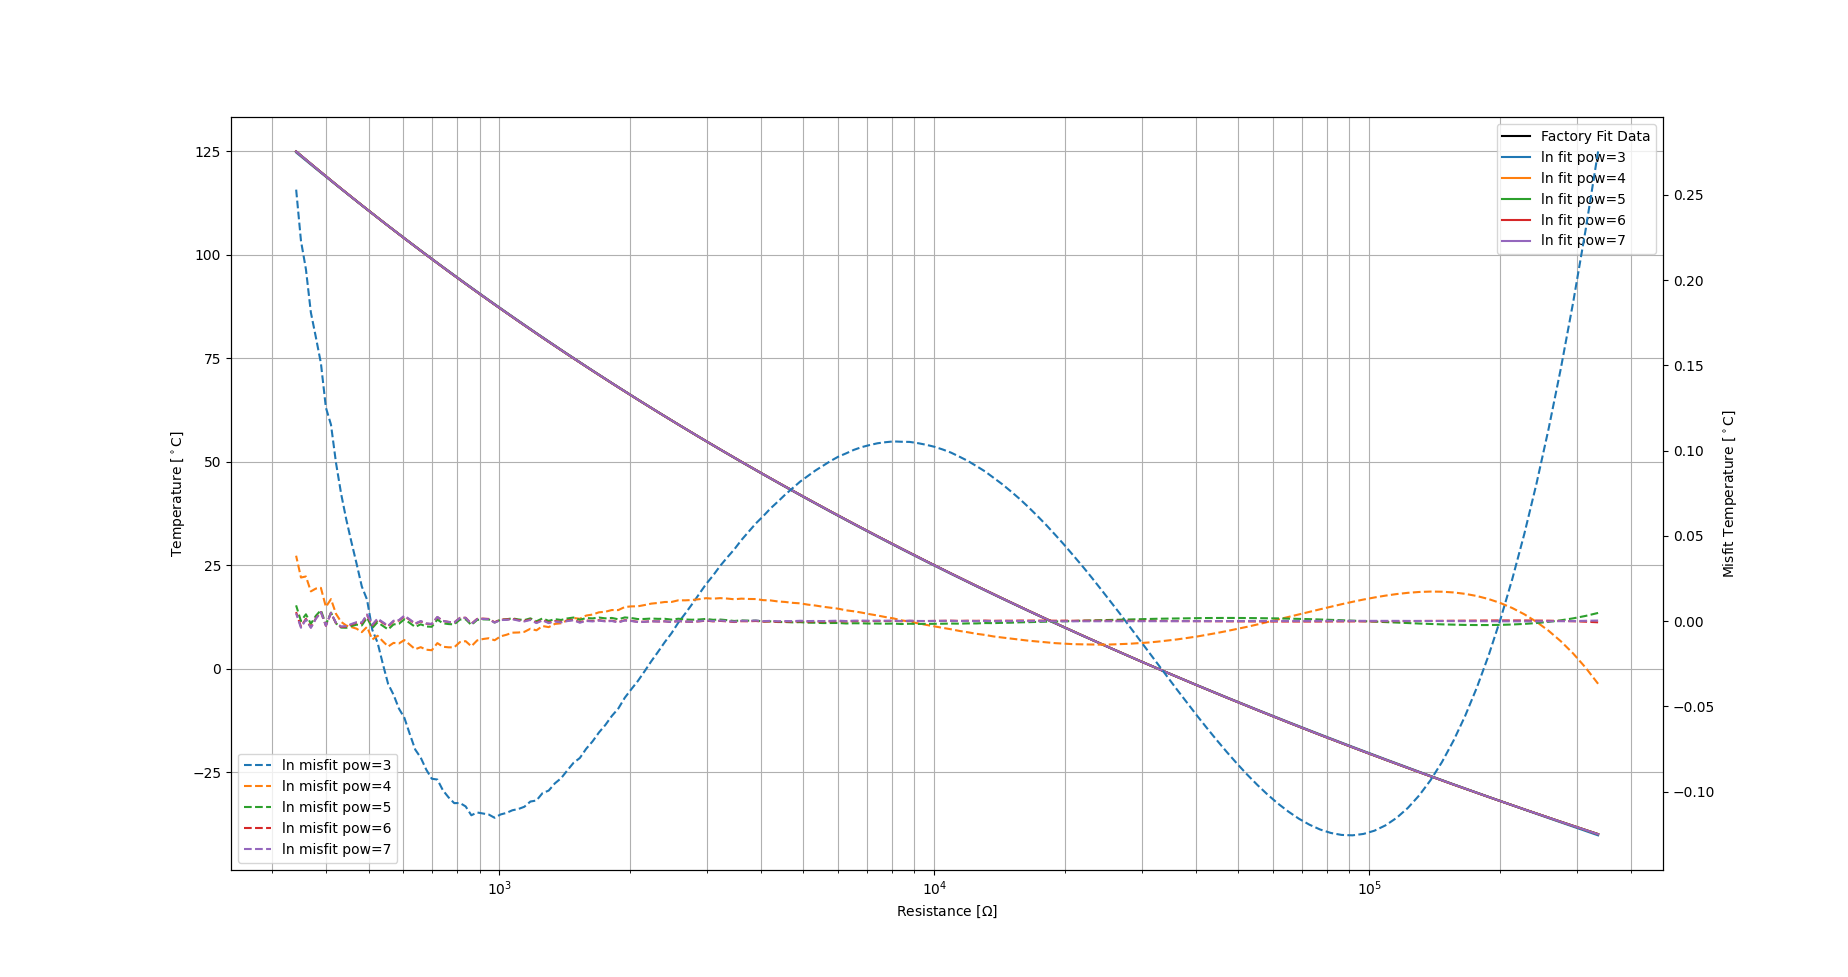 125
100
75
50
25
0
−25
Temperature [°C]
Factory Fit Data
ln fit pow=3
ln fit pow=4
ln fit pow=5
ln fit pow=6
ln fit pow=7
ln misfit pow=3
ln misfit pow=4
ln misfit pow=5
ln misfit pow=6
ln misfit pow=7
0.25
0.20
0.15
0.10
0.05
0.00
−0.05
−0.10
Misfit Temperature [°C]
10³ 10⁴ 10⁵
Resistance [Ω]